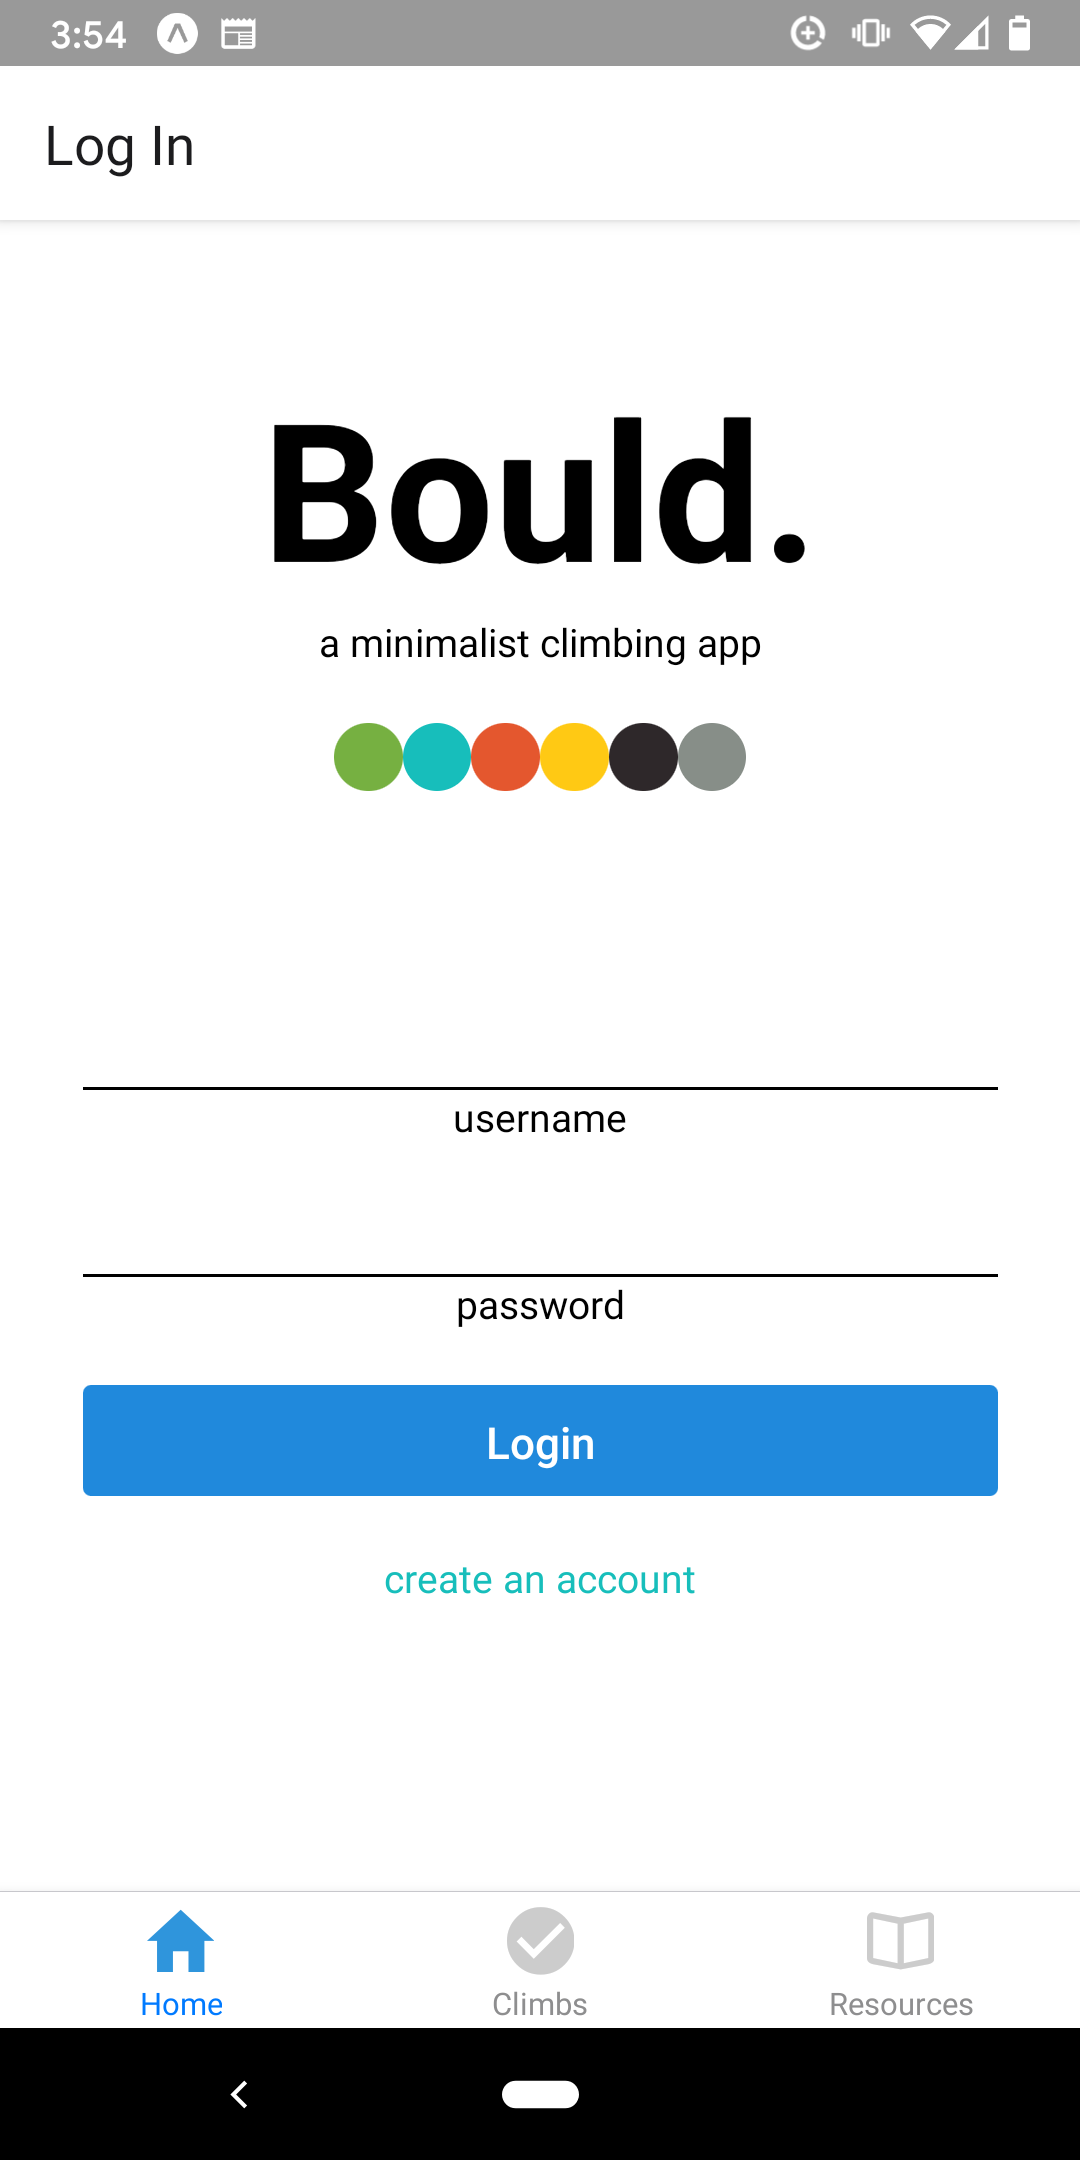 3:54
Log In
Bould.
a minimalist climbing app
username
password
Login
create an account
Home Climbs Resources